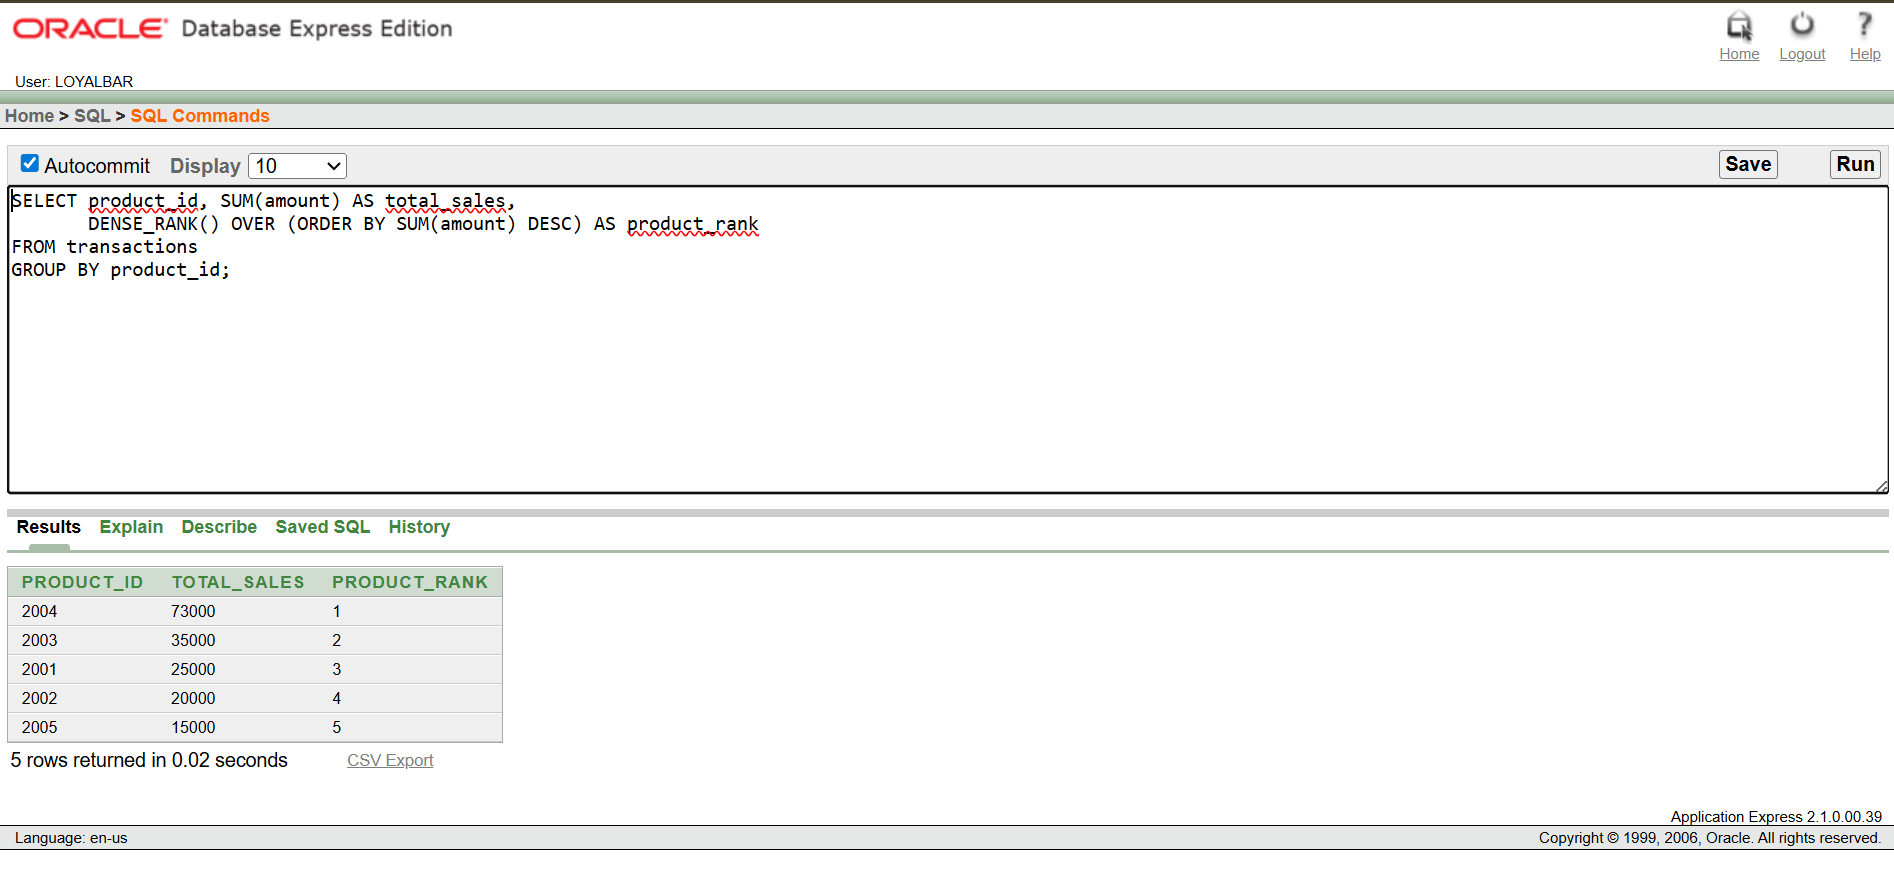 ORACLE® Database Express Edition
Home Logout Help
User: LOYALBAR
Home > SQL > SQL Commands
Autocommit Display 10 Save Run
SELECT product_id, SUM(amount) AS total_sales,
DENSE_RANK() OVER (ORDER BY SUM(amount) DESC) AS product_rank
FROM transactions
GROUP BY product_id;
Results Explain Describe Saved SQL History
PRODUCT_ID TOTAL_SALES PRODUCT_RANK
2004 73000 1
2003 35000 2
2001 25000 3
2002 20000 4
2005 15000 5
5 rows returned in 0.02 seconds CSV Export
Application Express 2.1.0.00.39
Language: en-us Copyright © 1999, 2006, Oracle. All rights reserved.